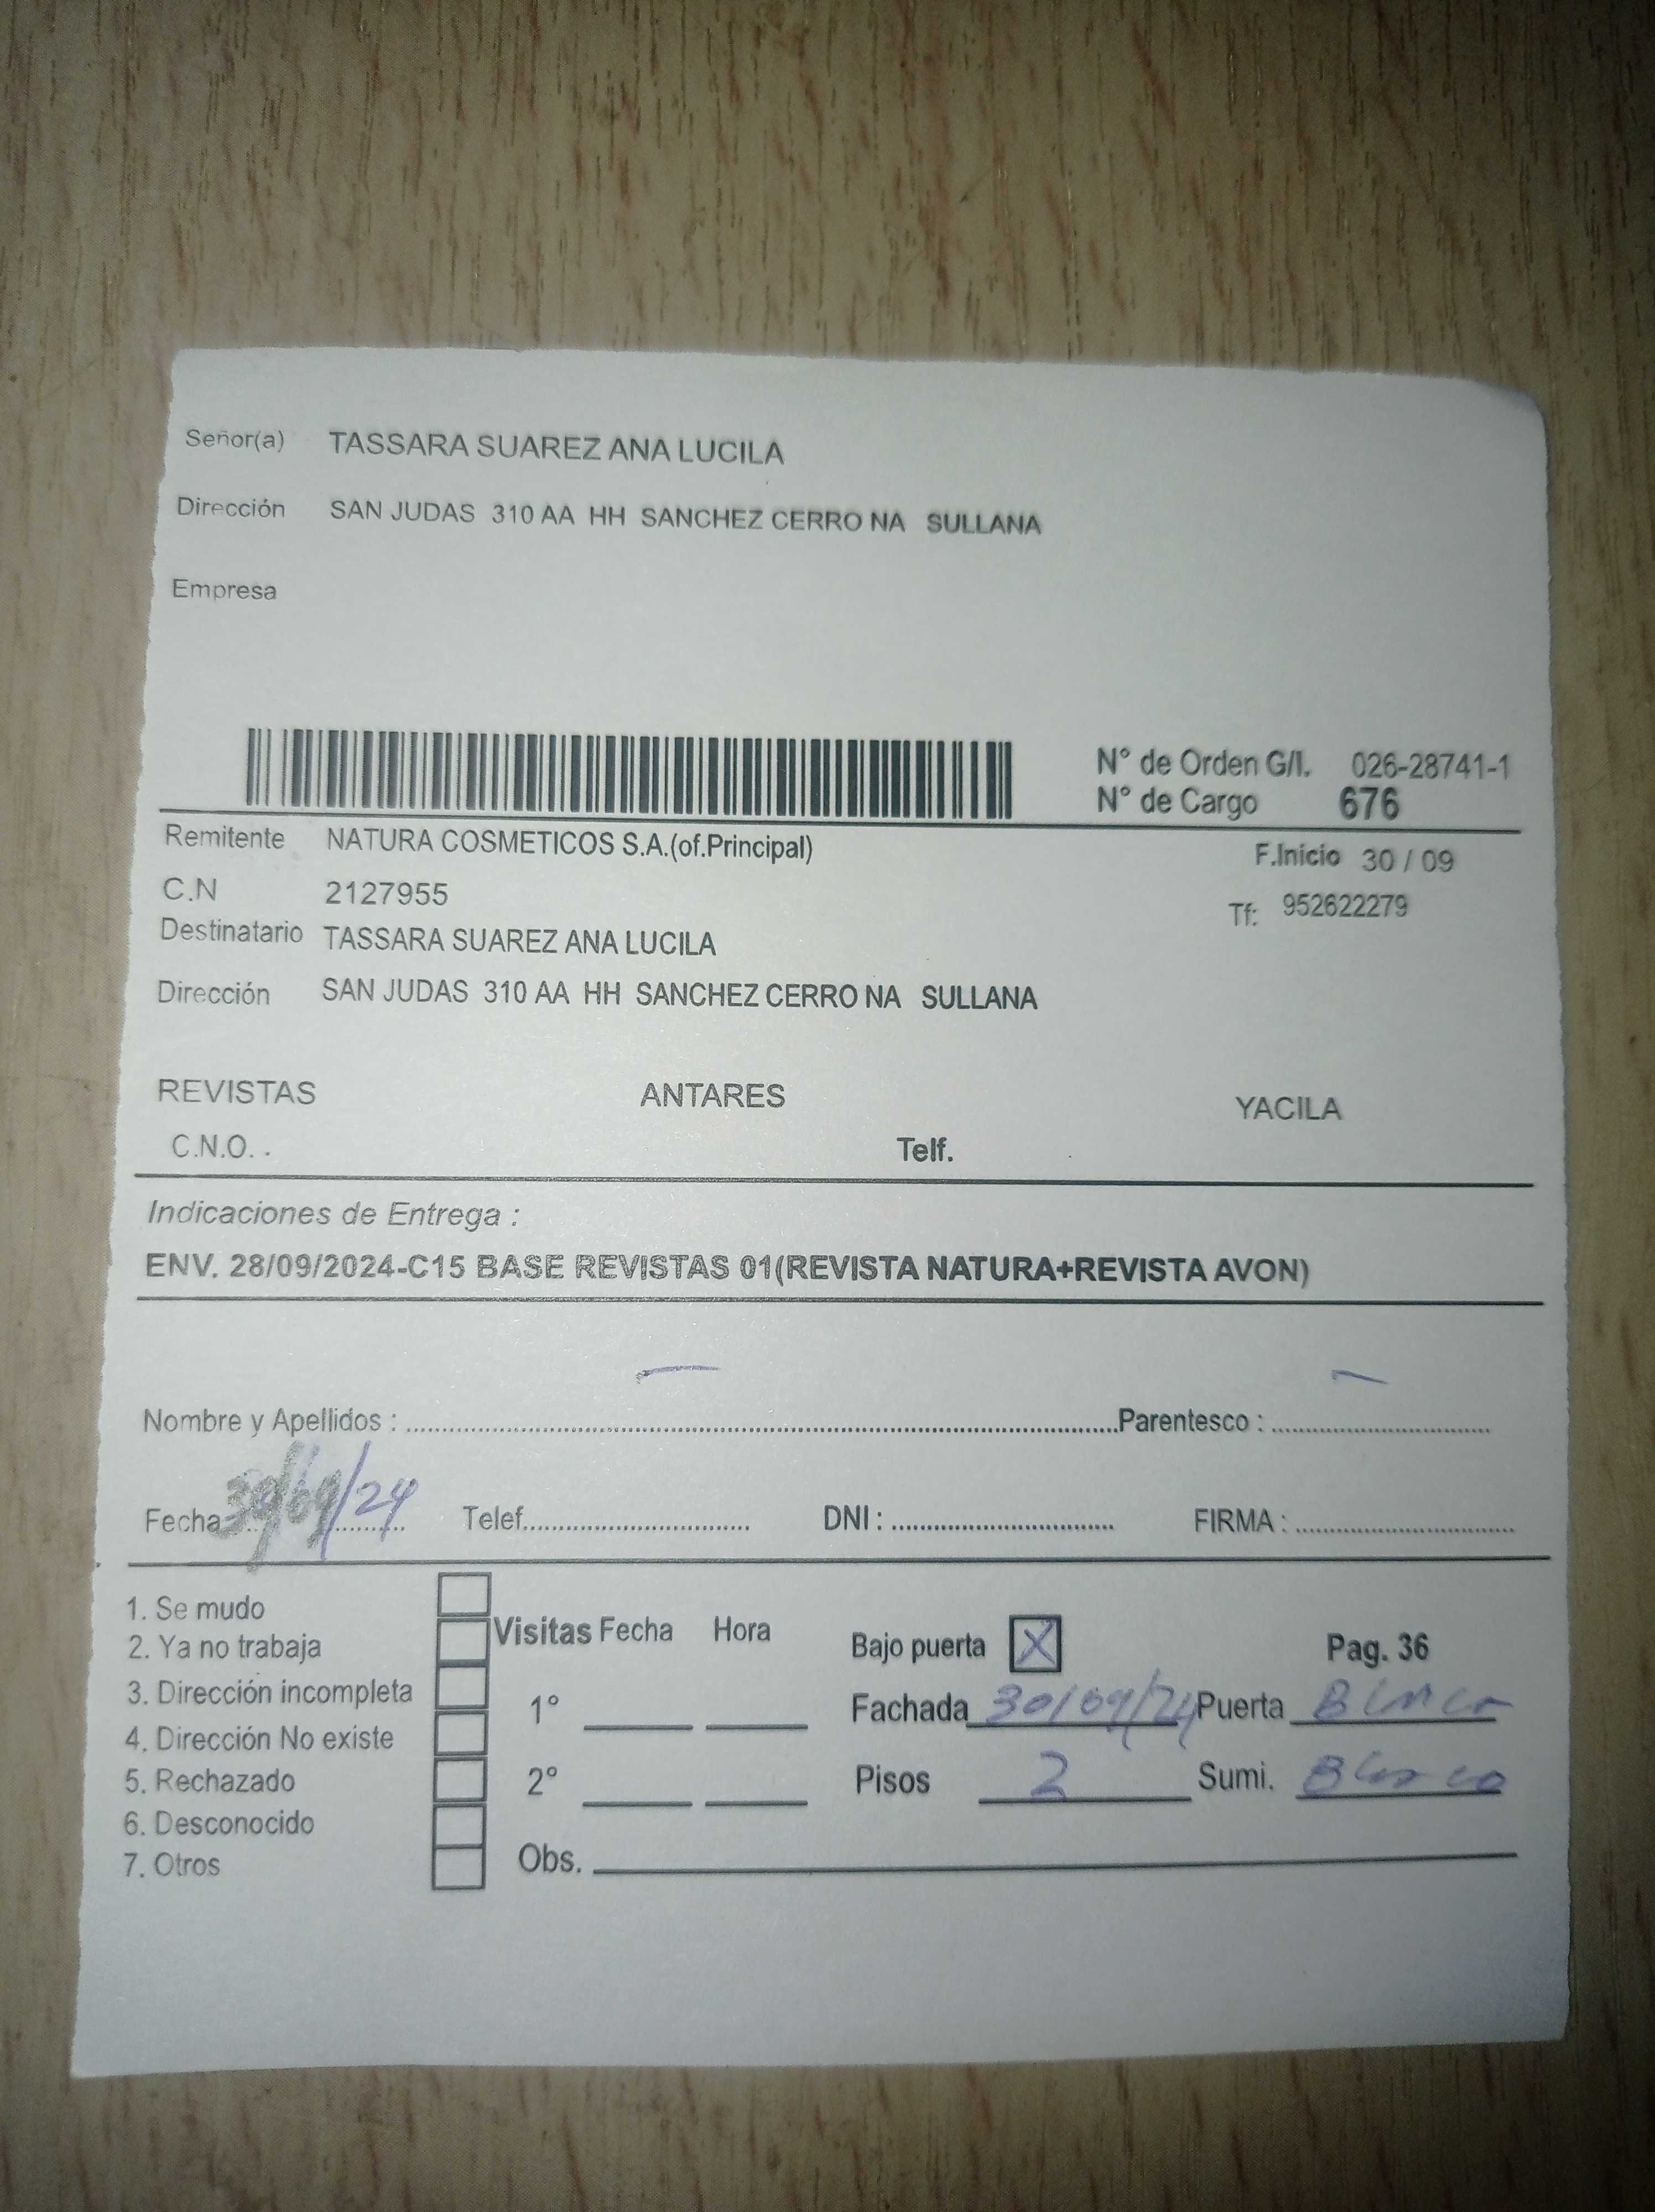 Señor(a) TASSARA SUAREZ ANA LUCILA
Dirección SAN JUDAS 310 AA HH SANCHEZ CERRO NA SULLANA
Empresa
N° de Orden G/I. 026-28741-1
N° de Cargo 676
Remitente NATURA COSMETICOS S.A.(of.Principal) F.Inicio 30 / 09
C.N 2127955 Tf: 952622279
Destinatario TASSARA SUAREZ ANA LUCILA
Dirección SAN JUDAS 310 AA HH SANCHEZ CERRO NA SULLANA
REVISTAS ANTARES YACILA
C.N.O. . Telf.
Indicaciones de Entrega :
ENV. 28/09/2024-C15 BASE REVISTAS 01(REVISTA NATURA+REVISTA AVON)
Nombre y Apellidos : Parentesco :
Fecha 30/09/24 Telef. DNI : FIRMA :
1. Se mudo
2. Ya no trabaja
3. Dirección incompleta
4. Dirección No existe
5. Rechazado
6. Desconocido
7. Otros
Visitas Fecha Hora
1°
2°
Obs.
Bajo puerta X Pag. 36
Fachada 30/09/24 Puerta Blanco
Pisos 2 Sumi. Blanco